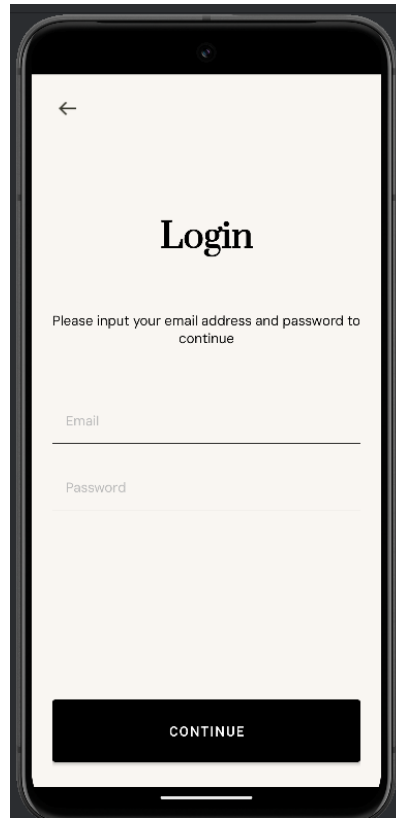 Login
Please input your email address and password to
continue
Email
Password
CONTINUE